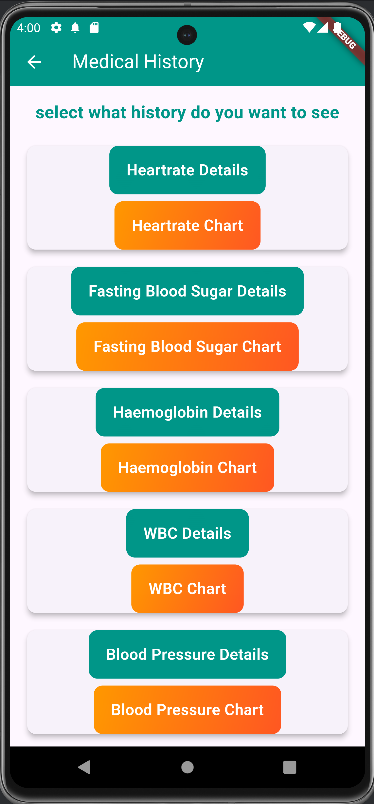 4:00
DEBUG
Medical History
select what history do you want to see
Heartrate Details
Heartrate Chart
Fasting Blood Sugar Details
Fasting Blood Sugar Chart
Haemoglobin Details
Haemoglobin Chart
WBC Details
WBC Chart
Blood Pressure Details
Blood Pressure Chart